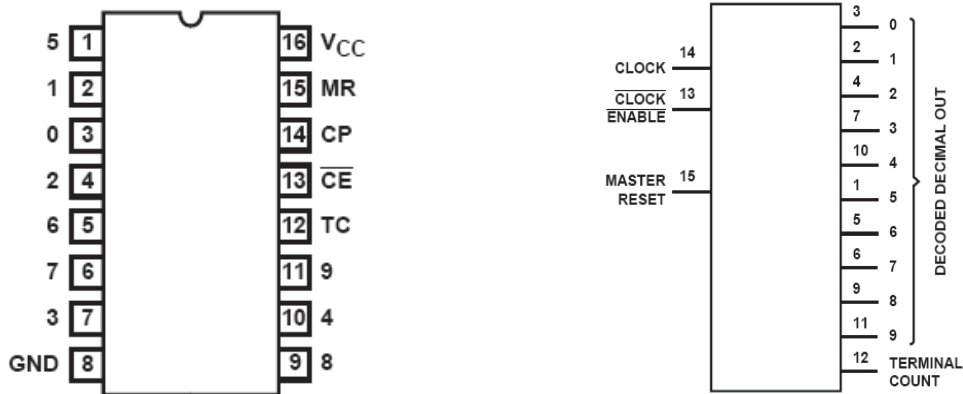 5 1 16 VCC
1 2 15 MR
0 3 14 CP
2 4 13 C̅E̅
6 5 12 TC
7 6 11 9
3 7 10 4
GND 8 9 8
3 0
14 2 1
CLOCK
4 2
13
C̅L̅O̅C̅K̅
E̅N̅A̅B̅L̅E̅
7 3
10 4
15
MASTER
RESET
1 5
5 6
6 7
9 8
11 9
12 TERMINAL
COUNT
DECODED DECIMAL OUT